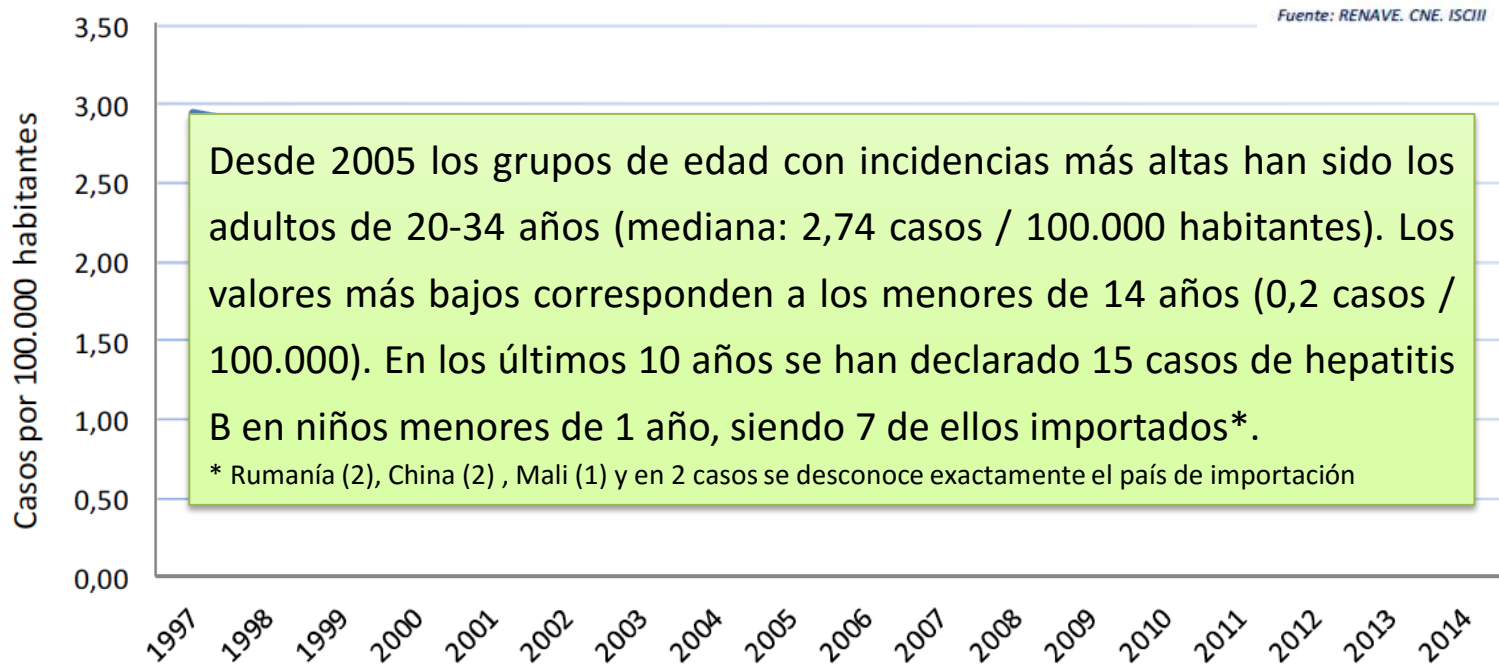 Fuente: RENAVE. CNE. ISCIII
Casos por 100.000 habitantes
3,50
3,00
2,50
2,00
1,50
1,00
0,50
0,00
Desde 2005 los grupos de edad con incidencias más altas han sido los
adultos de 20-34 años (mediana: 2,74 casos / 100.000 habitantes). Los
valores más bajos corresponden a los menores de 14 años (0,2 casos /
100.000). En los últimos 10 años se han declarado 15 casos de hepatitis
B en niños menores de 1 año, siendo 7 de ellos importados*.
* Rumanía (2), China (2) , Mali (1) y en 2 casos se desconoce exactamente el país de importación
1997 1998 1999 2000 2001 2002 2003 2004 2005 2006 2007 2008 2009 2010 2011 2012 2013 2014